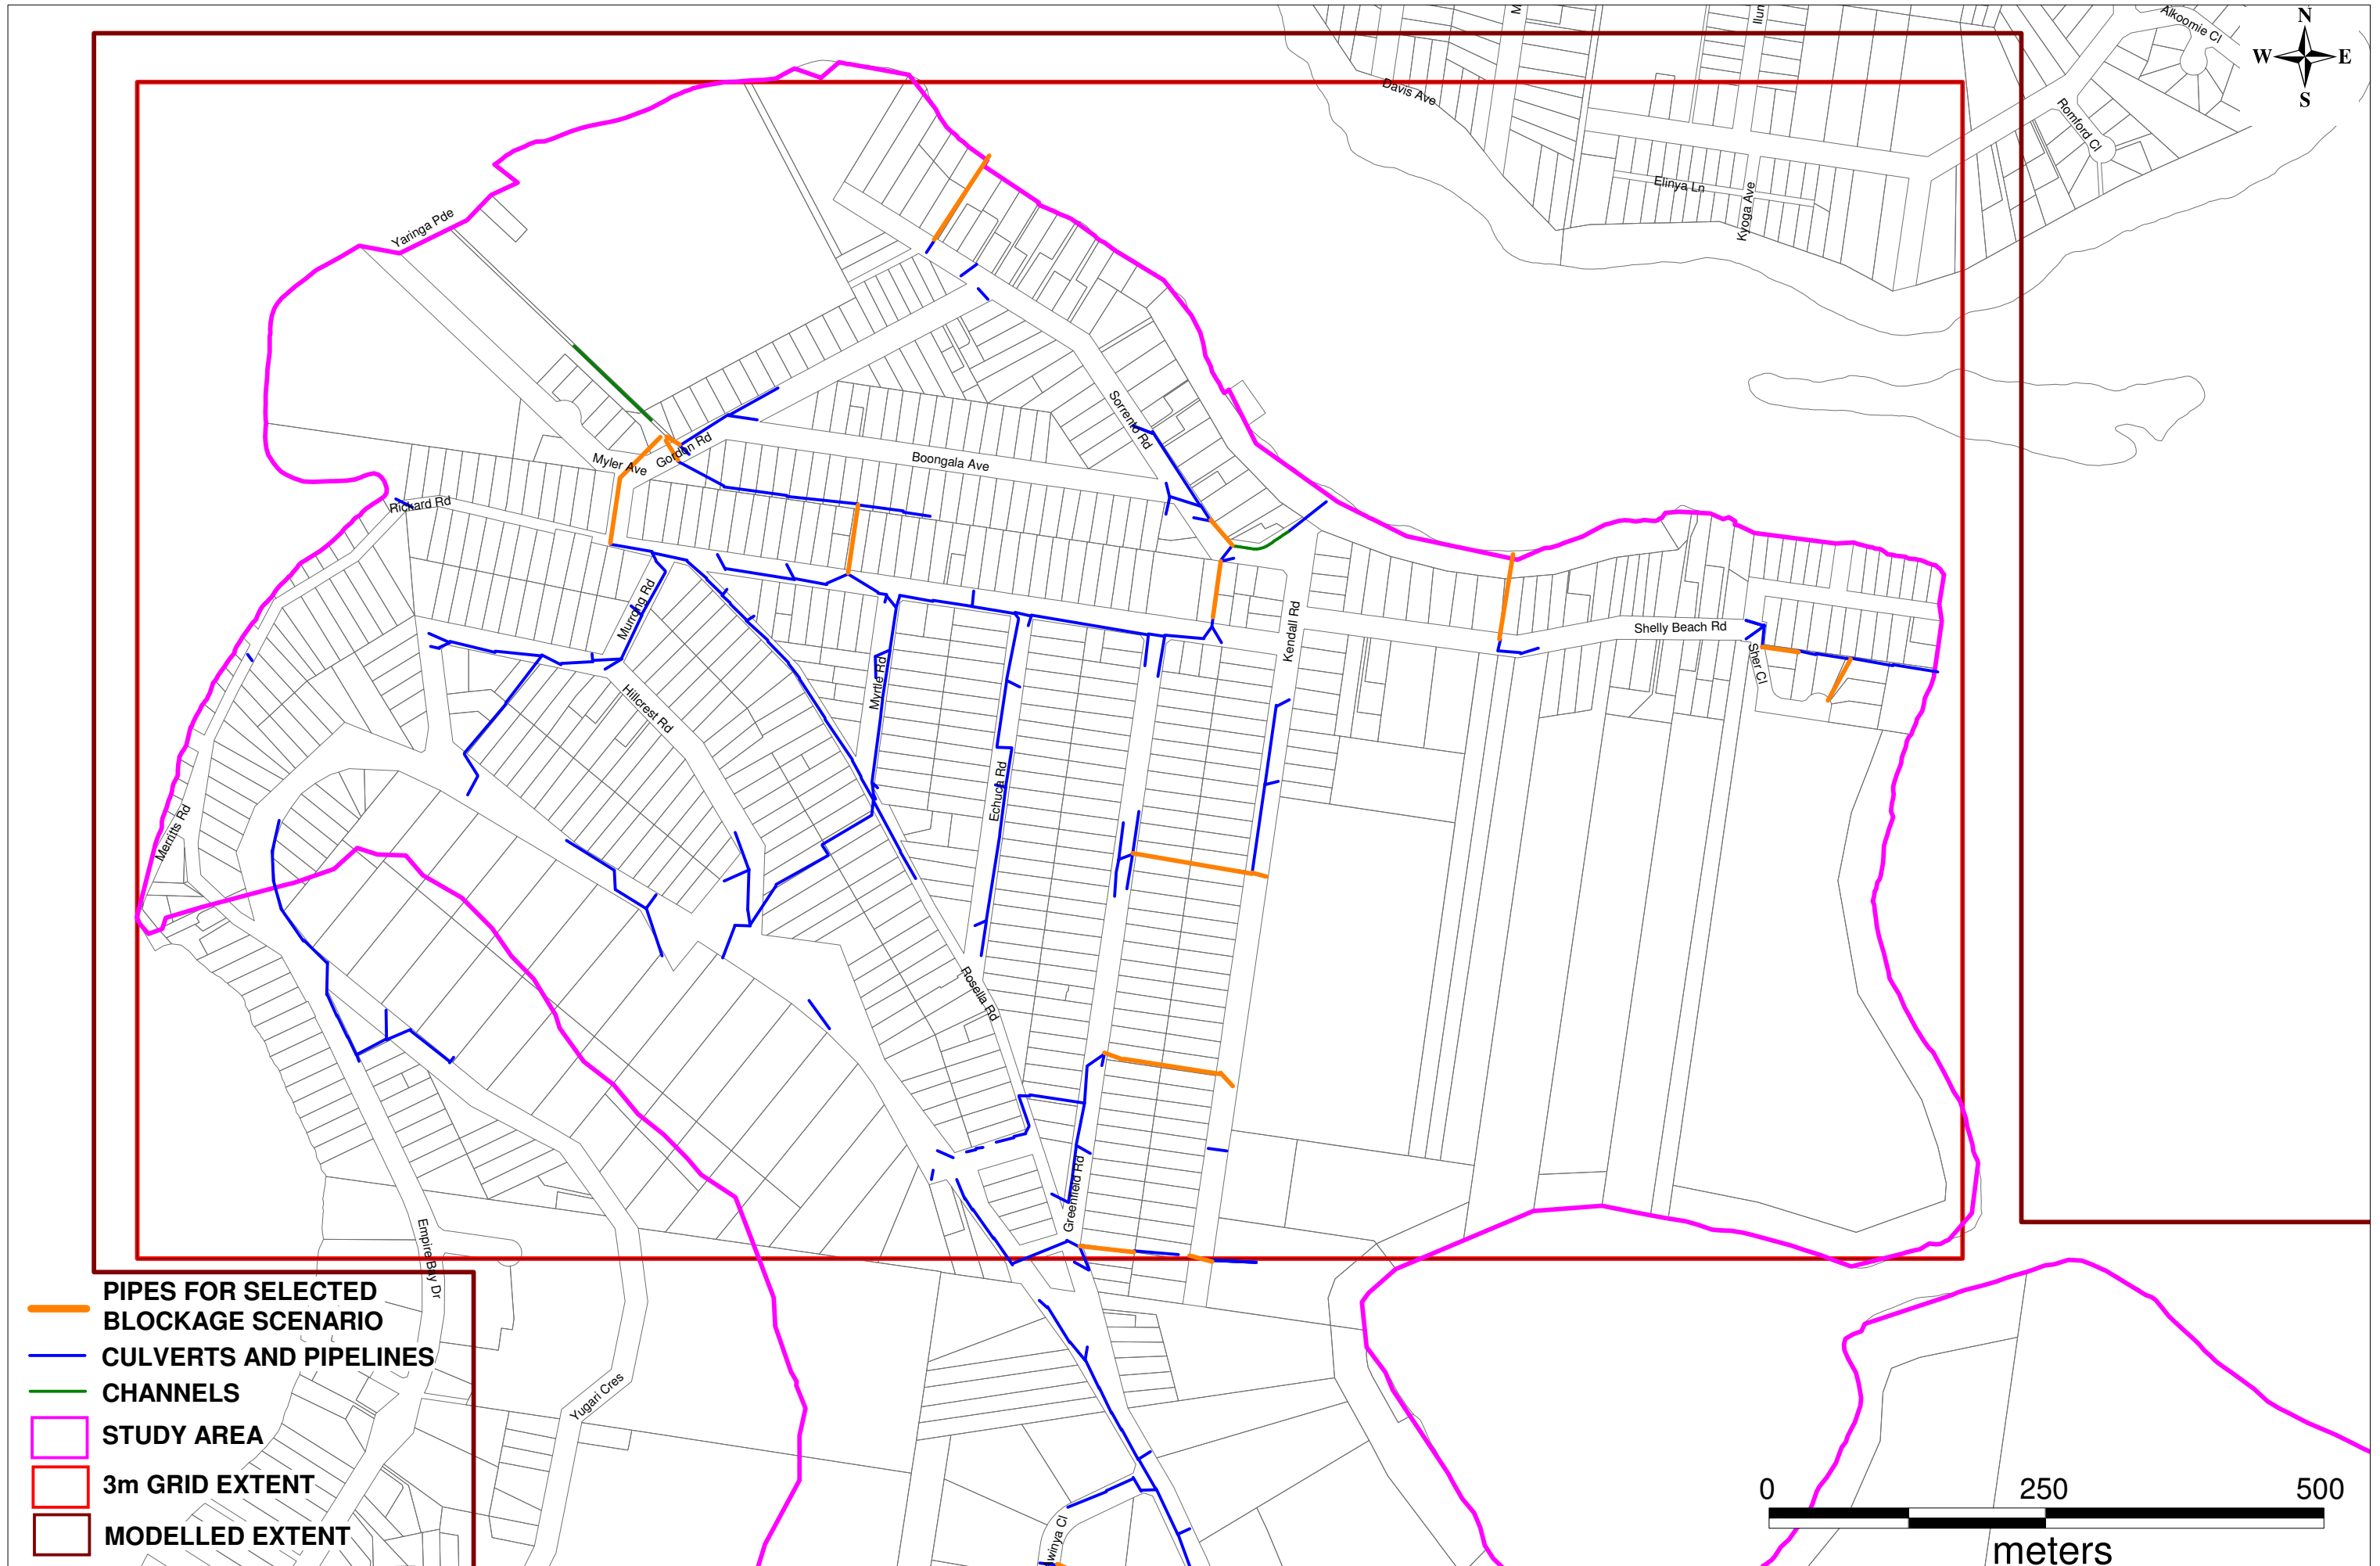 Alkoomie Cl
N
W
E
S
Davis Ave
Romford Cl
Elinya Ln
Kyoga Ave
Yaringa Pde
Sorrento Rd
Gordon Rd
Myler Ave
Boongala Ave
Rickard Rd
Murrong Rd
Kendall Rd
Shelly Beach Rd
Sher Cl
Myrtle Rd
Hillcrest Rd
Echuca Rd
Merritts Rd
Rosella Rd
Greenfield Rd
Empire Bay Dr
Yugari Cres
PIPES FOR SELECTED
BLOCKAGE SCENARIO
CULVERTS AND PIPELINES
CHANNELS
STUDY AREA
3m GRID EXTENT
MODELLED EXTENT
0 250 500
meters